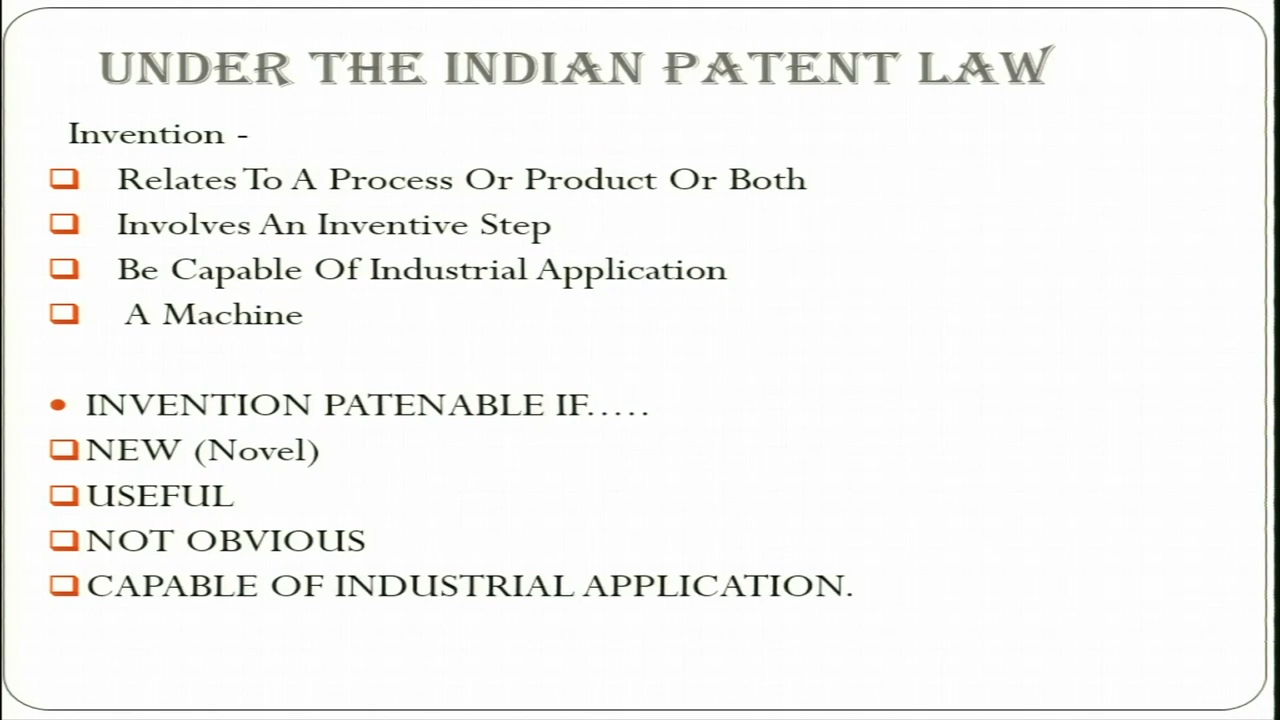 UNDER THE INDIAN PATENT LAW
Invention -
Relates To A Process Or Product Or Both
Involves An Inventive Step
Be Capable Of Industrial Application
A Machine
• INVENTION PATENABLE IF.....
NEW (Novel)
USEFUL
NOT OBVIOUS
CAPABLE OF INDUSTRIAL APPLICATION.